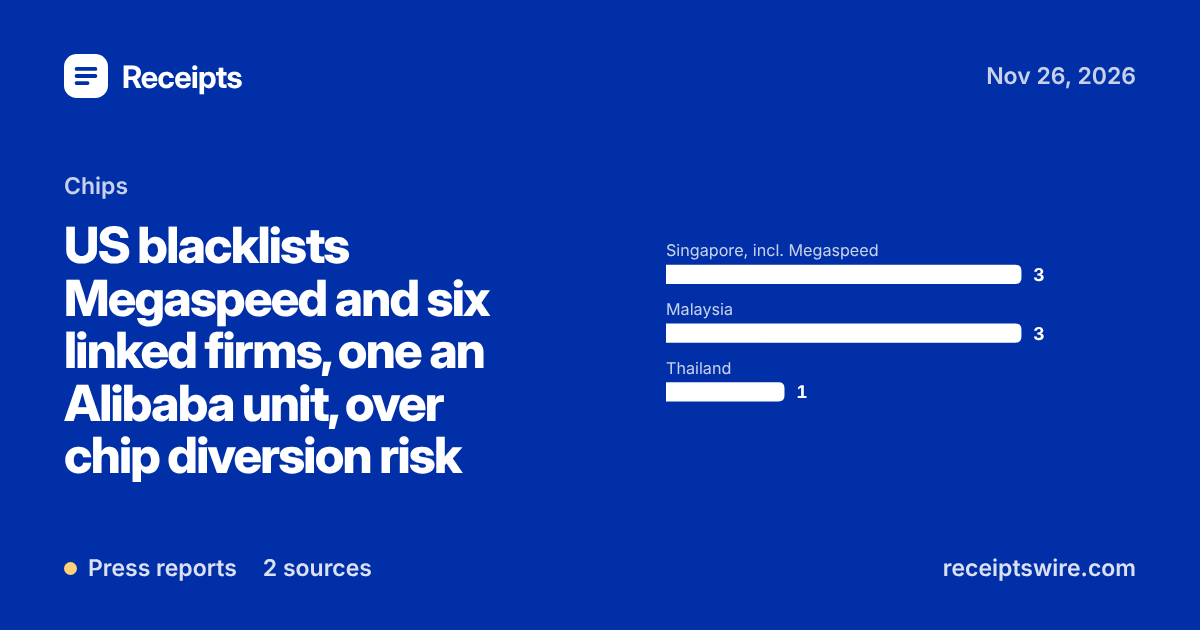 Receipts
Nov 26, 2026
Chips
US blacklists
Megaspeed and six
linked firms, one an
Alibaba unit, over
chip diversion risk
Singapore, incl. Megaspeed
3
Malaysia
3
Thailand
1
Press reports
2 sources
receiptswire.com